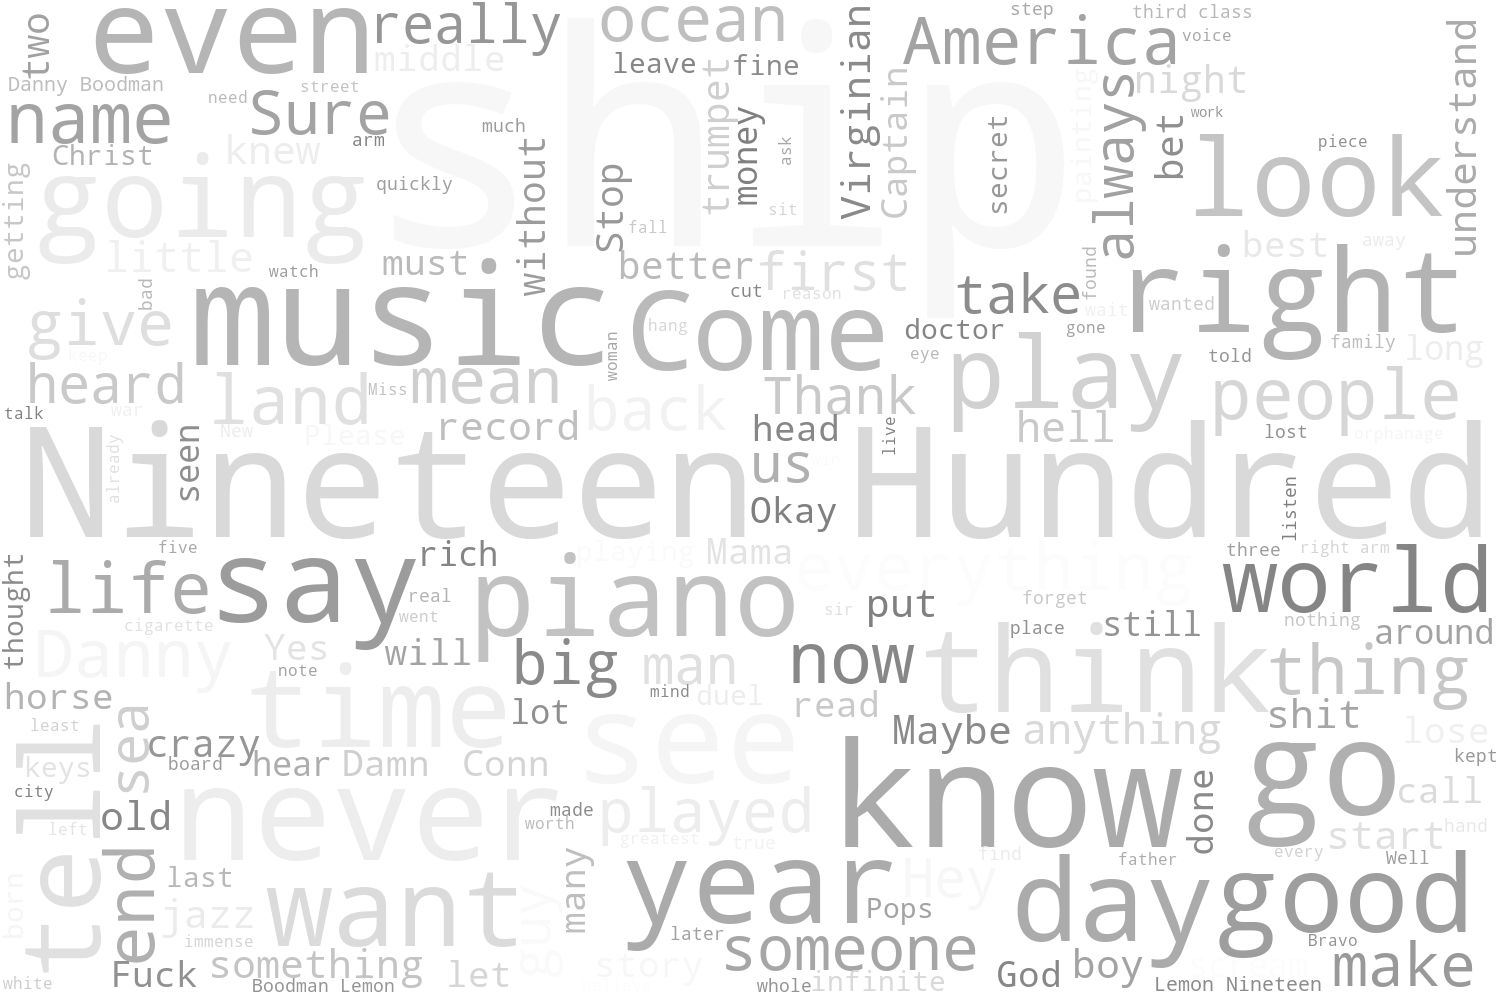 two
even
really
ocean
America
step
third class
voice
middle
leave
fine
trumpet
Virginian
Captain
painting
always
night
understand
Danny Boodman
street
need
name
Sure
ship
money
secret
bet
work
much
arm
ask
piece
look
Christ
knew
getting
going
quickly
without
Stop
sit
fall
little
watch
must
better
first
best
away
bad
music
Come
cut
reason
take
found
wait
wanted
right
give
keep
hang
woman
doctor
eye
gone
play
told
family
long
heard
land
Miss
mean
back
Thank
people
talk
war
New
Please
record
head
live
hell
lost
orphanage
already
seen
us
Nineteen
Hundred
Okay
listen
thought
five
say
rich
playing
Mama
everything
three
right arm
life
piano
world
real
went
sir
put
forget
cigarette
place
still
nothing
around
Danny
Yes
note
will
big
man
now
think
thing
horse
time
mind
duel
read
least
sea
lot
see
Maybe
anything
shit
lose
tell
crazy
board
hear
Damn
Conn
know
go
kept
keys
city
never
call
left
old
made
worth
played
greatest
true
done
start
hand
find
father
every
Well
end
last
want
many
year
Hey
day
good
born
jazz
guy
Pops
immense
later
someone
Bravo
something
let
story
infinite
God
boy
scream
make
white
Fuck
Boodman Lemon
whole
Lemon Nineteen